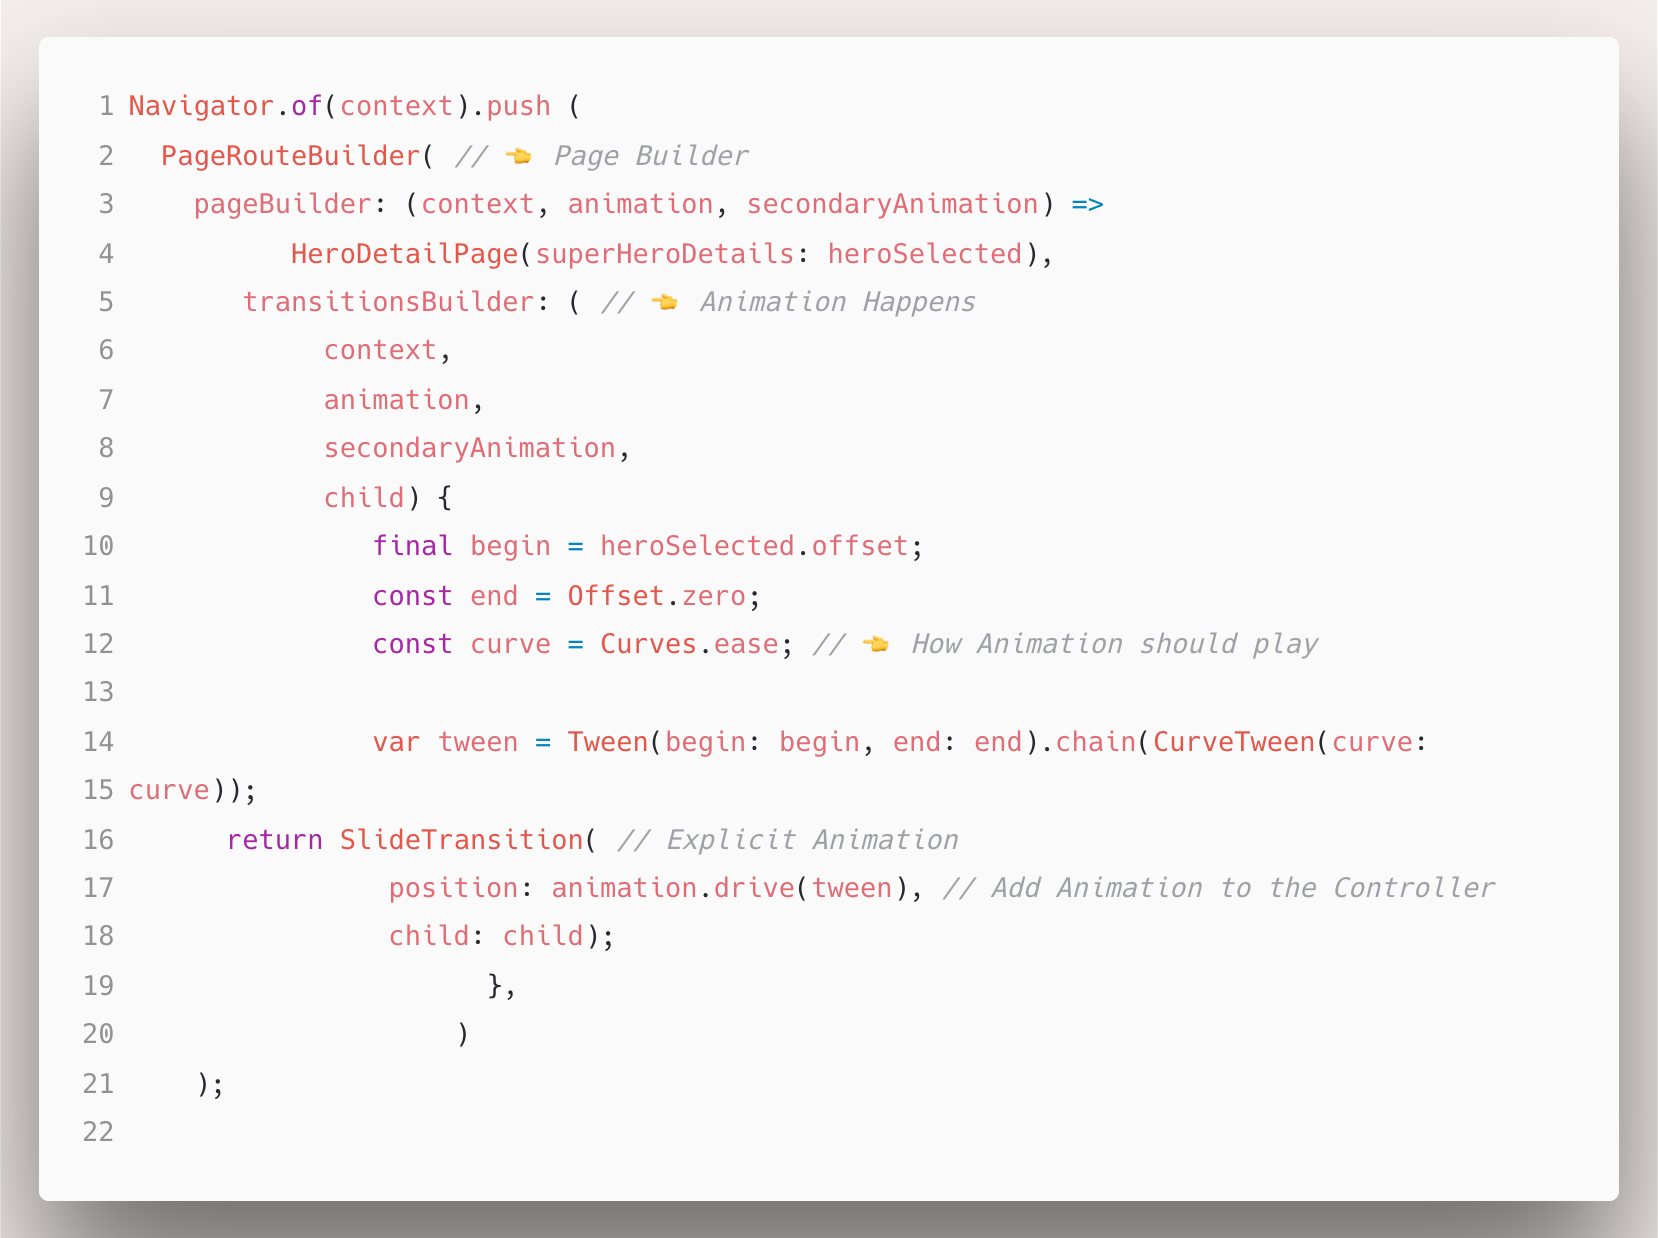 1 Navigator.of(context).push (
2   PageRouteBuilder( // 👈 Page Builder
3     pageBuilder: (context, animation, secondaryAnimation) =>
4           HeroDetailPage(superHeroDetails: heroSelected),
5        transitionsBuilder: ( // 👈 Animation Happens
6             context,
7             animation,
8             secondaryAnimation,
9             child) {
10                final begin = heroSelected.offset;
11                const end = Offset.zero;
12                const curve = Curves.ease; // 👈 How Animation should play
13
14                var tween = Tween(begin: begin, end: end).chain(CurveTween(curve:
15 curve));
16       return SlideTransition( // Explicit Animation
17                 position: animation.drive(tween), // Add Animation to the Controller
18                 child: child);
19                       },
20                     )
21     );
22